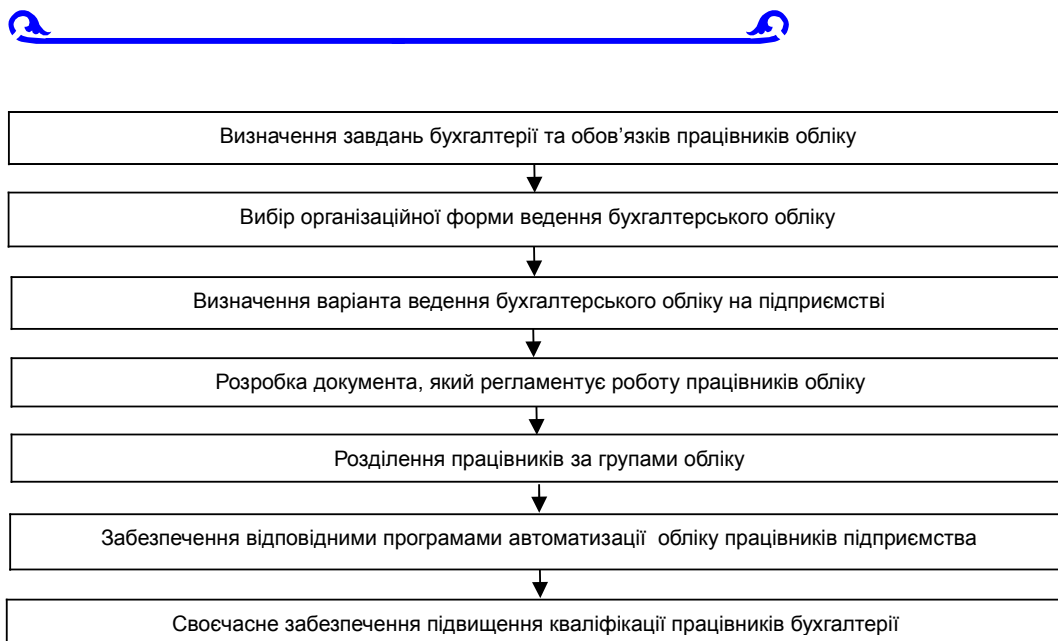 Визначення завдань бухгалтерії та обов’язків працівників обліку
Вибір організаційної форми ведення бухгалтерського обліку
Визначення варіанта ведення бухгалтерського обліку на підприємстві
Розробка документа, який регламентує роботу працівників обліку
Розділення працівників за групами обліку
Забезпечення відповідними програмами автоматизації обліку працівників підприємства
Своєчасне забезпечення підвищення кваліфікації працівників бухгалтерії